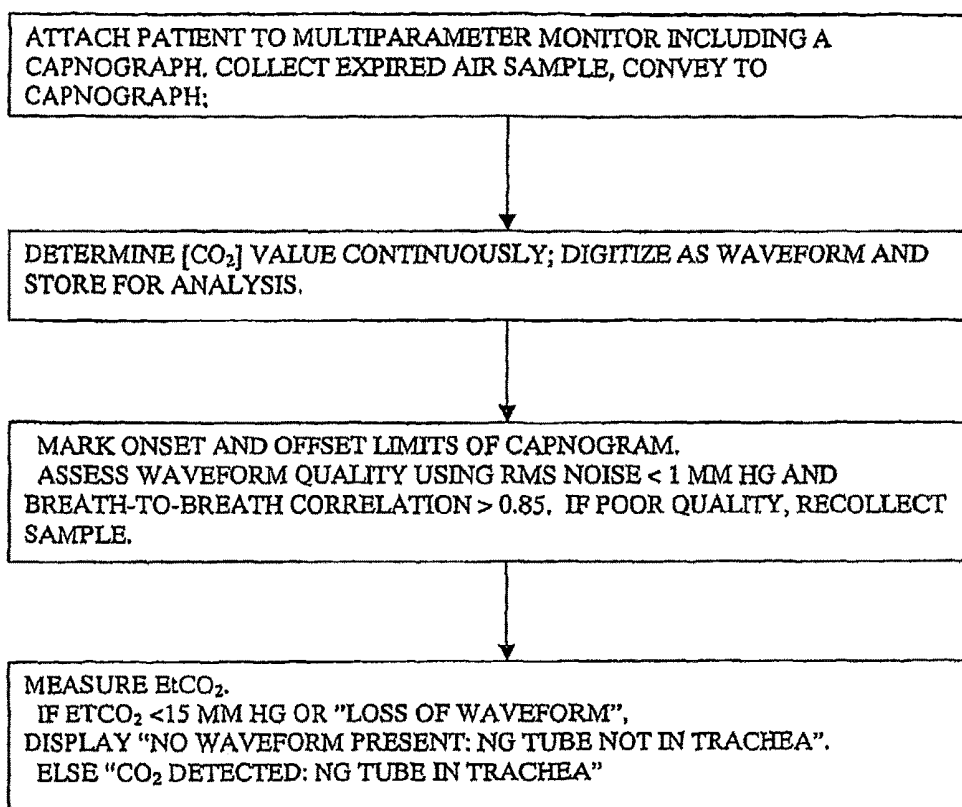 ATTACH PATIENT TO MULTIPARAMETER MONITOR INCLUDING A
CAPNOGRAPH. COLLECT EXPIRED AIR SAMPLE, CONVEY TO
CAPNOGRAPH;
DETERMINE [CO₂] VALUE CONTINUOUSLY; DIGITIZE AS WAVEFORM AND
STORE FOR ANALYSIS.
MARK ONSET AND OFFSET LIMITS OF CAPNOGRAM.
ASSESS WAVEFORM QUALITY USING RMS NOISE < 1 MM HG AND
BREATH-TO-BREATH CORRELATION > 0.85. IF POOR QUALITY, RECOLLECT
SAMPLE.
MEASURE EtCO₂.
IF ETCO₂ <15 MM HG OR "LOSS OF WAVEFORM",
DISPLAY "NO WAVEFORM PRESENT: NG TUBE NOT IN TRACHEA".
ELSE "CO₂ DETECTED: NG TUBE IN TRACHEA"